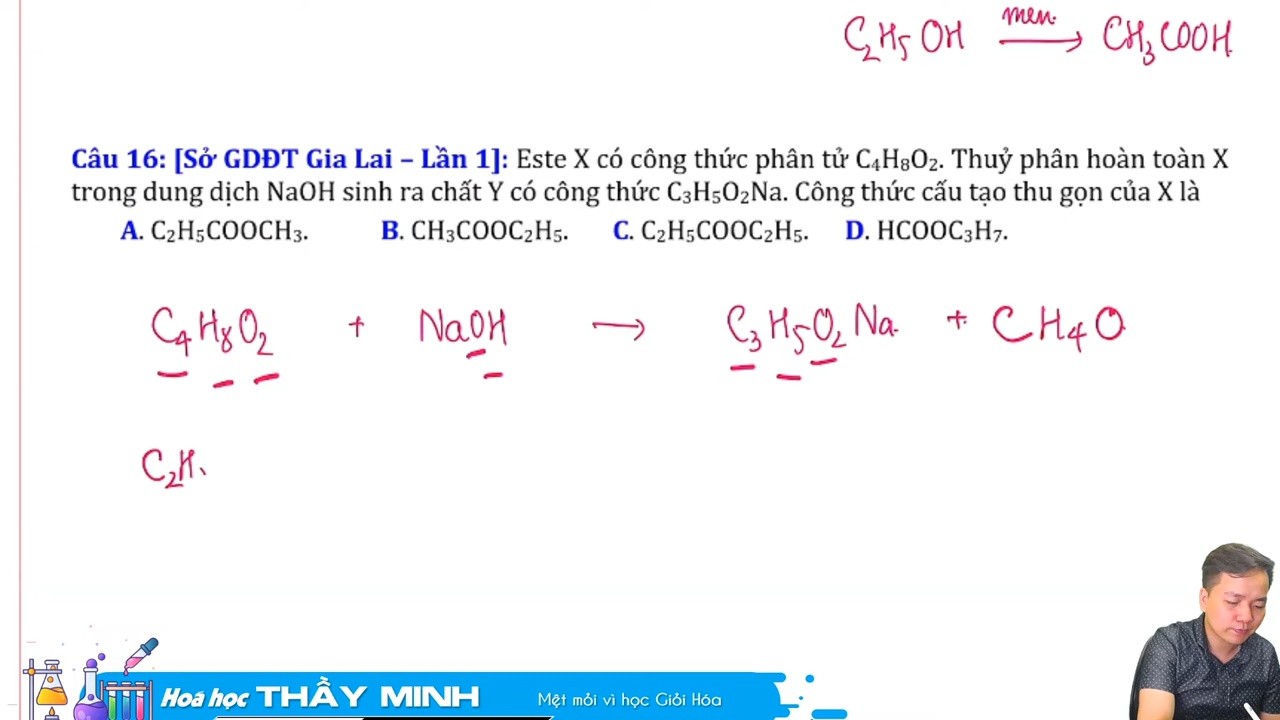 C₂H₅OH men→ CH₃COOH
Câu 16: [Sở GDĐT Gia Lai – Lần 1]: Este X có công thức phân tử C₄H₈O₂. Thuỷ phân hoàn toàn X
trong dung dịch NaOH sinh ra chất Y có công thức C₃H₅O₂Na. Công thức cấu tạo thu gọn của X là
A. C₂H₅COOCH₃. B. CH₃COOC₂H₅. C. C₂H₅COOC₂H₅. D. HCOOC₃H₇.
C₄H₈O₂ + NaOH → C₃H₅O₂Na + CH₄O
C₂H
Hoá học THẦY MINH Mệt mỏi vì học Giỏi Hóa